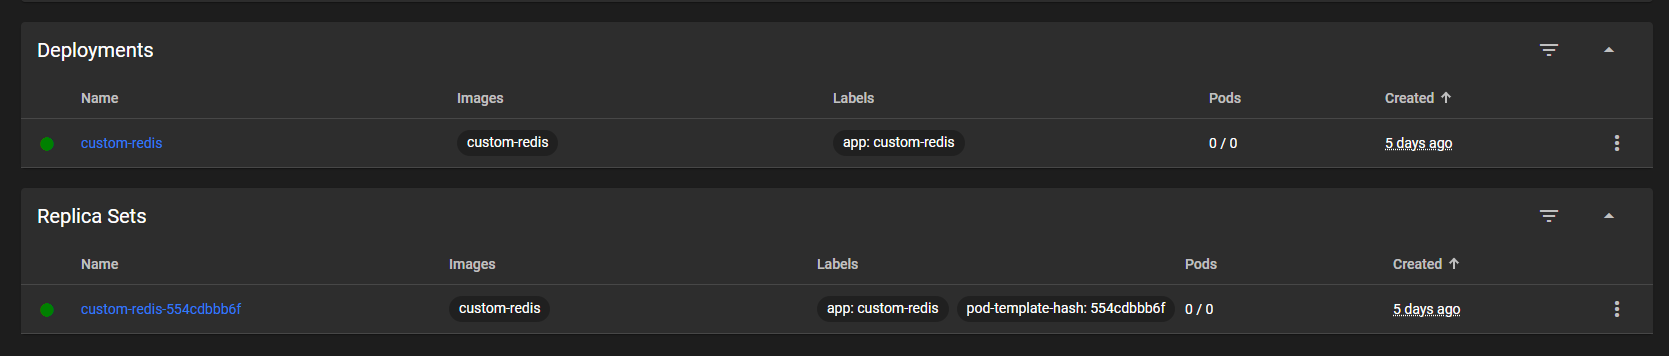 Deployments
Name Images Labels Pods Created
custom-redis custom-redis app: custom-redis 0 / 0 5 days ago
Replica Sets
Name Images Labels Pods Created
custom-redis-554cdbbb6f custom-redis app: custom-redis pod-template-hash: 554cdbbb6f 0 / 0 5 days ago